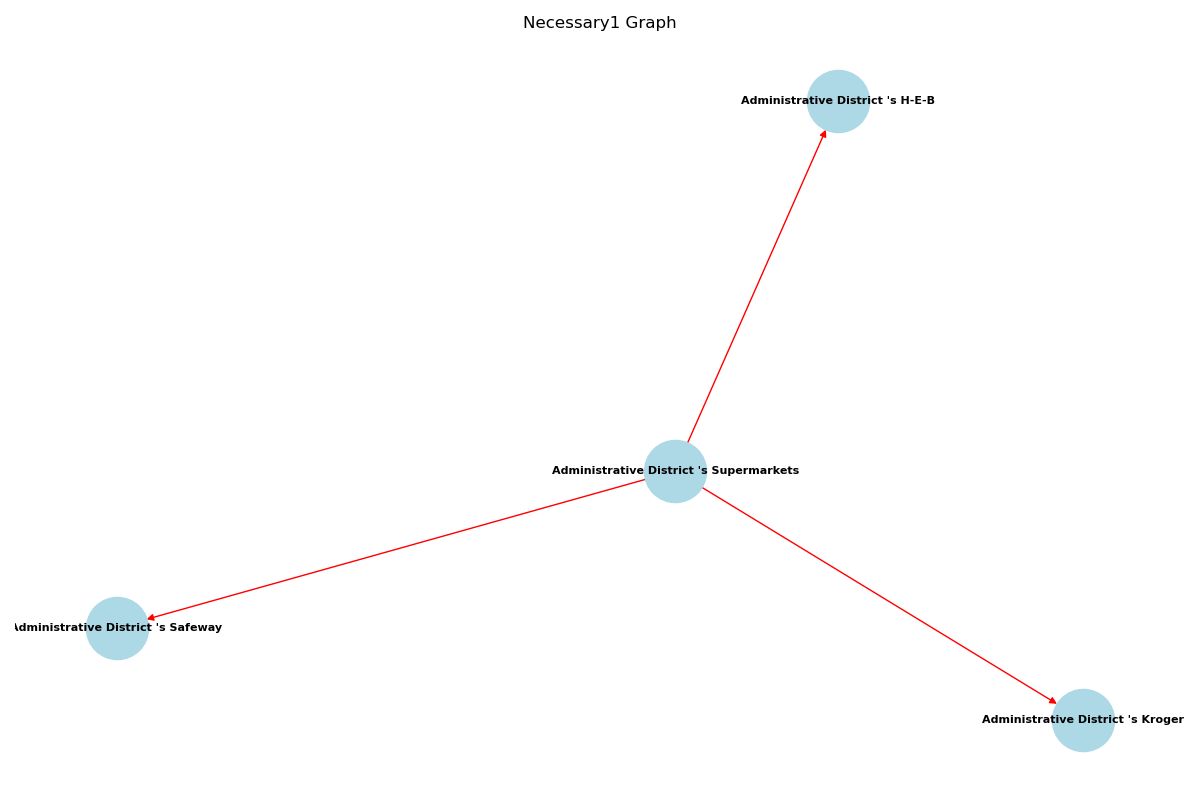 Necessary1 Graph
Administrative District 's H-E-B
Administrative District 's Supermarkets
Administrative District 's Safeway
Administrative District 's Kroger